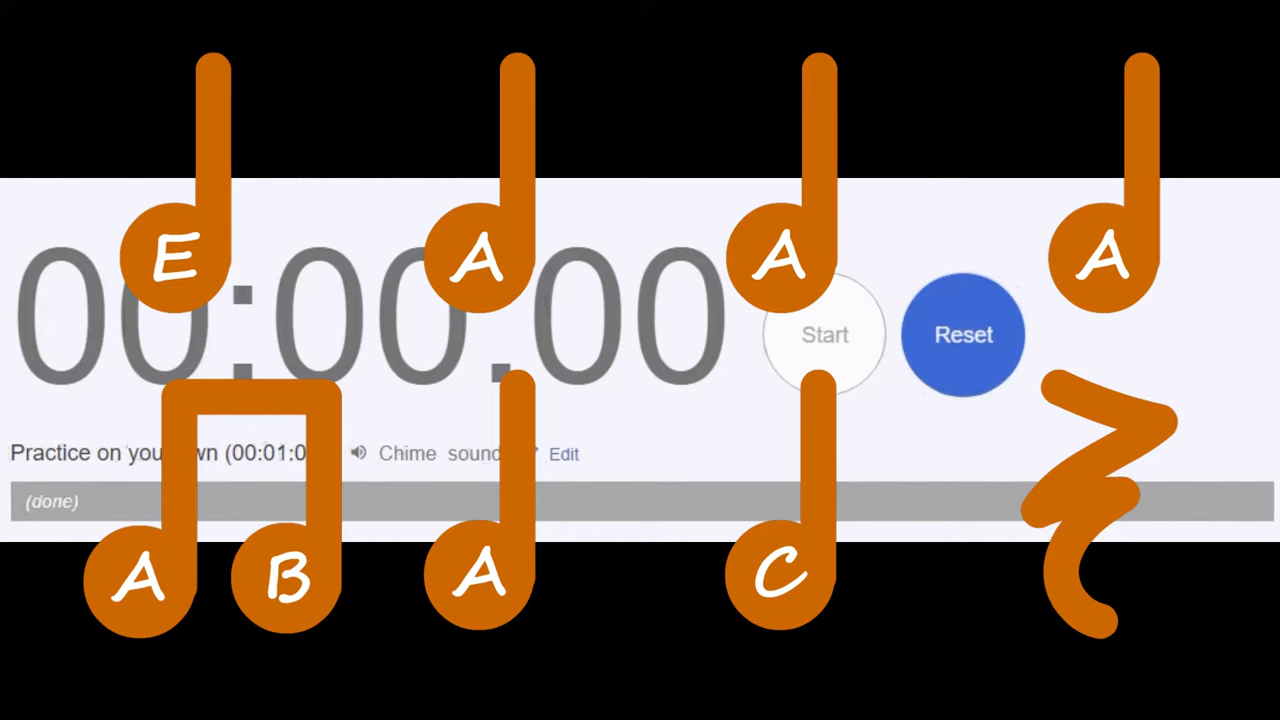 E A A A
00:00.00 Start Reset
Practice on you wn (00:01:0 Chime sound Edit
(done)
A B A C